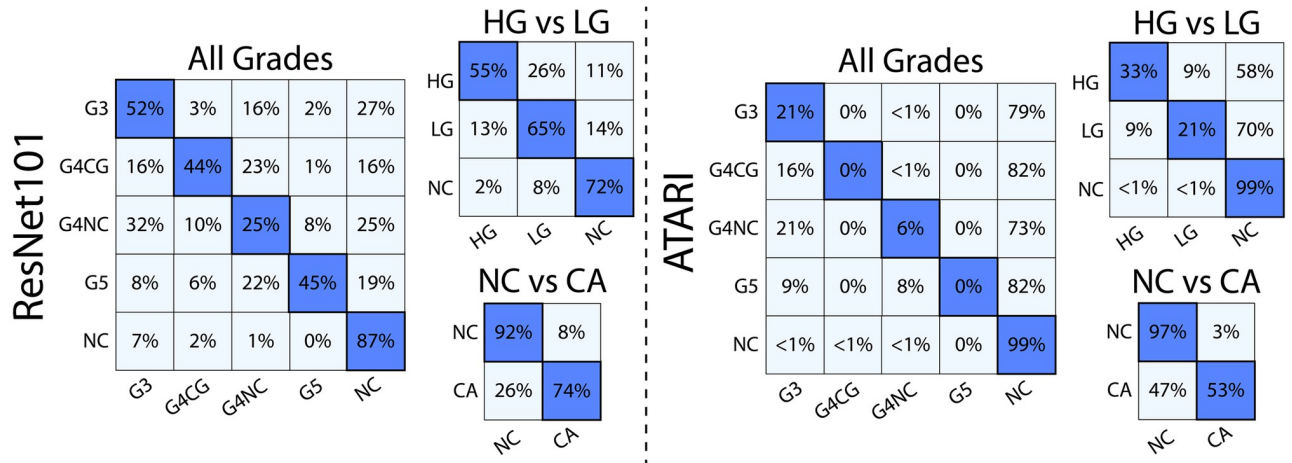 ResNet101
All Grades
G3 52% 3% 16% 2% 27%
G4CG 16% 44% 23% 1% 16%
G4NC 32% 10% 25% 8% 25%
G5 8% 6% 22% 45% 19%
NC 7% 2% 1% 0% 87%
G3 G4CG G4NC G5 NC
HG vs LG
HG 55% 26% 11%
LG 13% 65% 14%
NC 2% 8% 72%
HG LG NC
NC vs CA
NC 92% 8%
CA 26% 74%
NC CA
ATARI
All Grades
G3 21% 0% <1% 0% 79%
G4CG 16% 0% <1% 0% 82%
G4NC 21% 0% 6% 0% 73%
G5 9% 0% 8% 0% 82%
NC <1% <1% <1% 0% 99%
G3 G4CG G4NC G5 NC
HG vs LG
HG 33% 9% 58%
LG 9% 21% 70%
NC <1% <1% 99%
HG LG NC
NC vs CA
NC 97% 3%
CA 47% 53%
NC CA